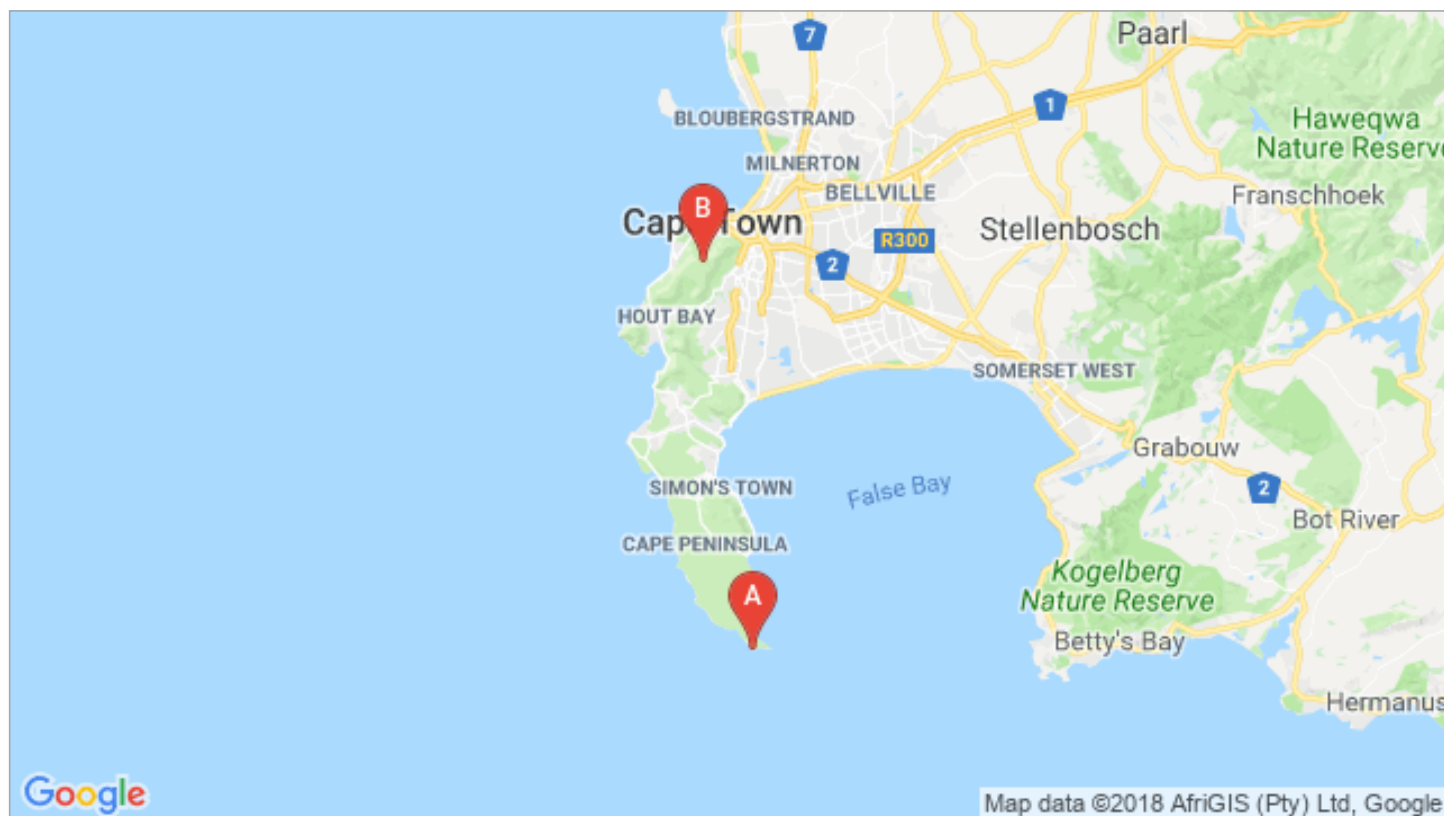 Paarl
7
1
BLOUBERGSTRAND
Haweqwa
Nature Reserve
MILNERTON
BELLVILLE
Franschhoek
B
Cape Town
Stellenbosch
R300
2
HOUT BAY
SOMERSET WEST
Grabouw
SIMON'S TOWN
False Bay
2
Bot River
CAPE PENINSULA
Kogelberg
Nature Reserve
A
Betty's Bay
Hermanus
Google
Map data ©2018 AfriGIS (Pty) Ltd, Google